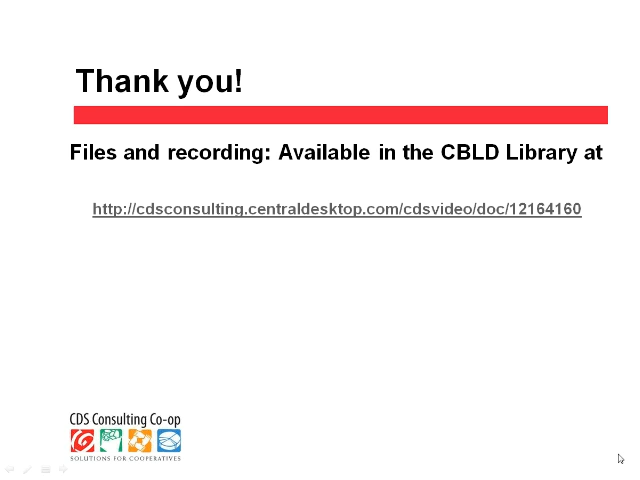 Thank you!
Files and recording: Available in the CBLD Library at
http://cdsconsulting.centraldesktop.com/cdsvideo/doc/12164160
CDS Consulting Co-op
SOLUTIONS FOR COOPERATIVES